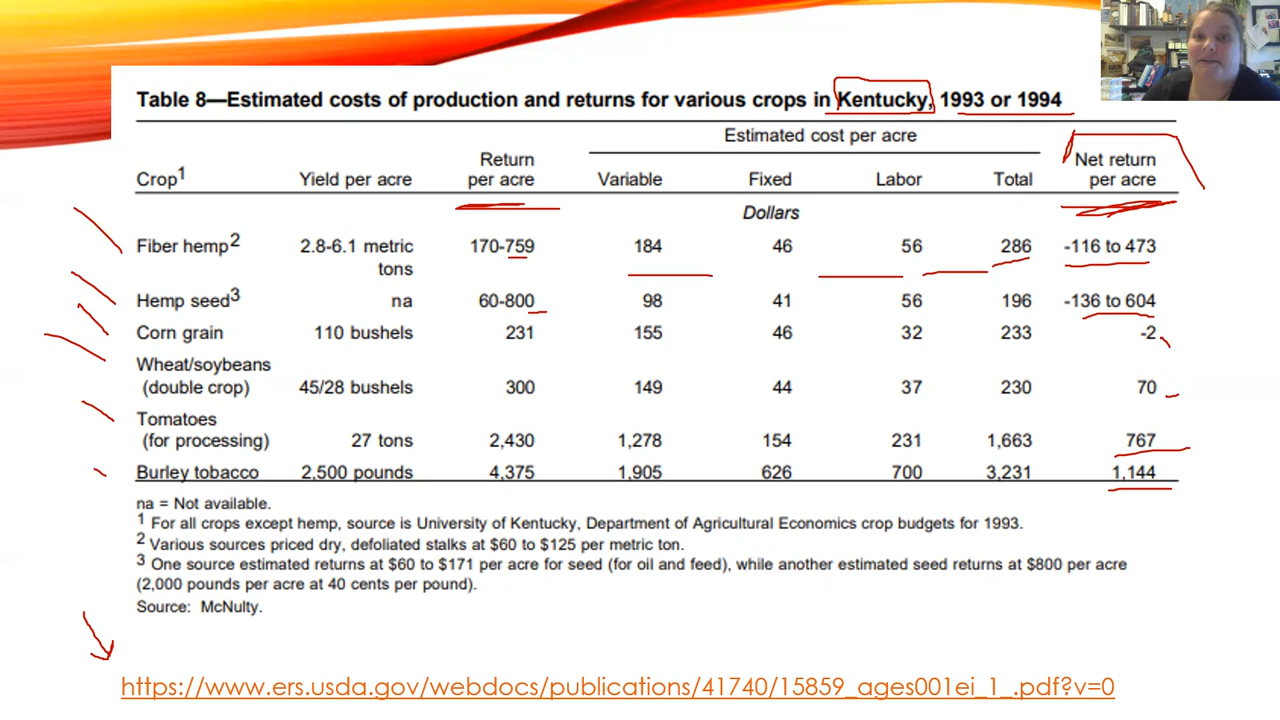 Table 8—Estimated costs of production and returns for various crops in Kentucky, 1993 or 1994
Estimated cost per acre
Return Net return
Crop1 Yield per acre per acre Variable Fixed Labor Total per acre
Dollars
Fiber hemp2 2.8-6.1 metric 170-759 184 46 56 286 -116 to 473
tons
Hemp seed3 na 60-800 98 41 56 196 -136 to 604
Corn grain 110 bushels 231 155 46 32 233 -2
Wheat/soybeans
(double crop) 45/28 bushels 300 149 44 37 230 70
Tomatoes
(for processing) 27 tons 2,430 1,278 154 231 1,663 767
Burley tobacco 2,500 pounds 4,375 1,905 626 700 3,231 1,144
na = Not available.
1 For all crops except hemp, source is University of Kentucky, Department of Agricultural Economics crop budgets for 1993.
2 Various sources priced dry, defoliated stalks at $60 to $125 per metric ton.
3 One source estimated returns at $60 to $171 per acre for seed (for oil and feed), while another estimated seed returns at $800 per acre
(2,000 pounds per acre at 40 cents per pound).
Source: McNulty.
https://www.ers.usda.gov/webdocs/publications/41740/15859_ages001ei_1_.pdf?v=0